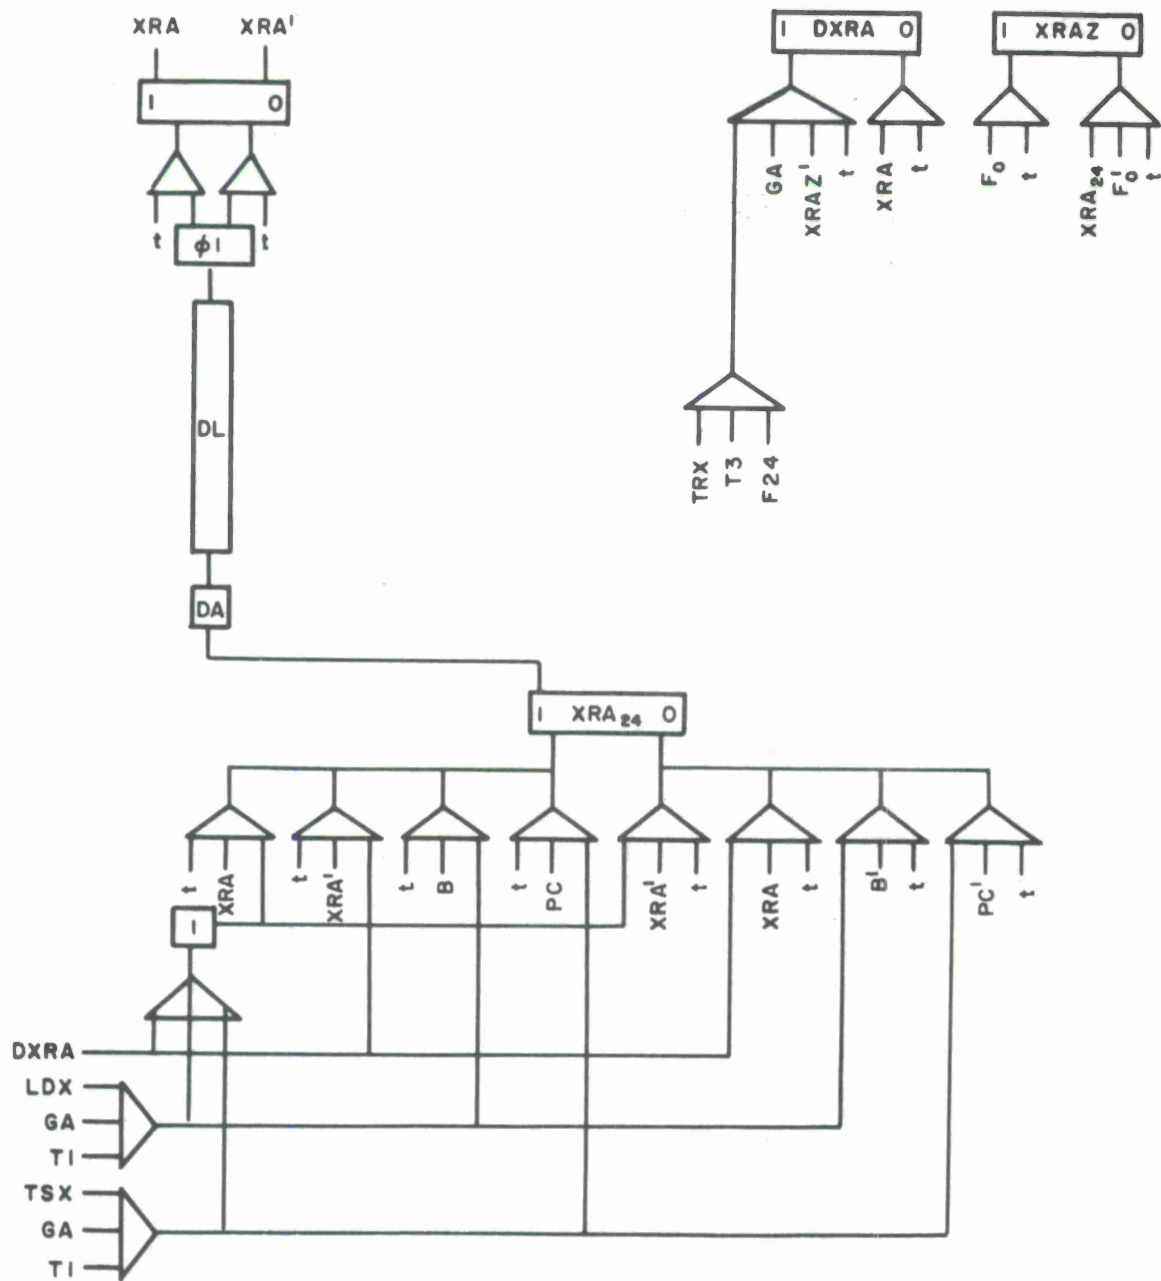 XRA XRA'
1 0
t φ1 t
DL
DA
1 DXRA 0
1 XRAZ 0
GA XRAZ' t XRA t F0 t XRA24 F0' t
TRX T3 F24
1 XRA24 0
t XRA t XRA' t B t PC XRA' t XRA t B' t PC' t
1
DXRA
LDX
GA
T1
TSX
GA
T1